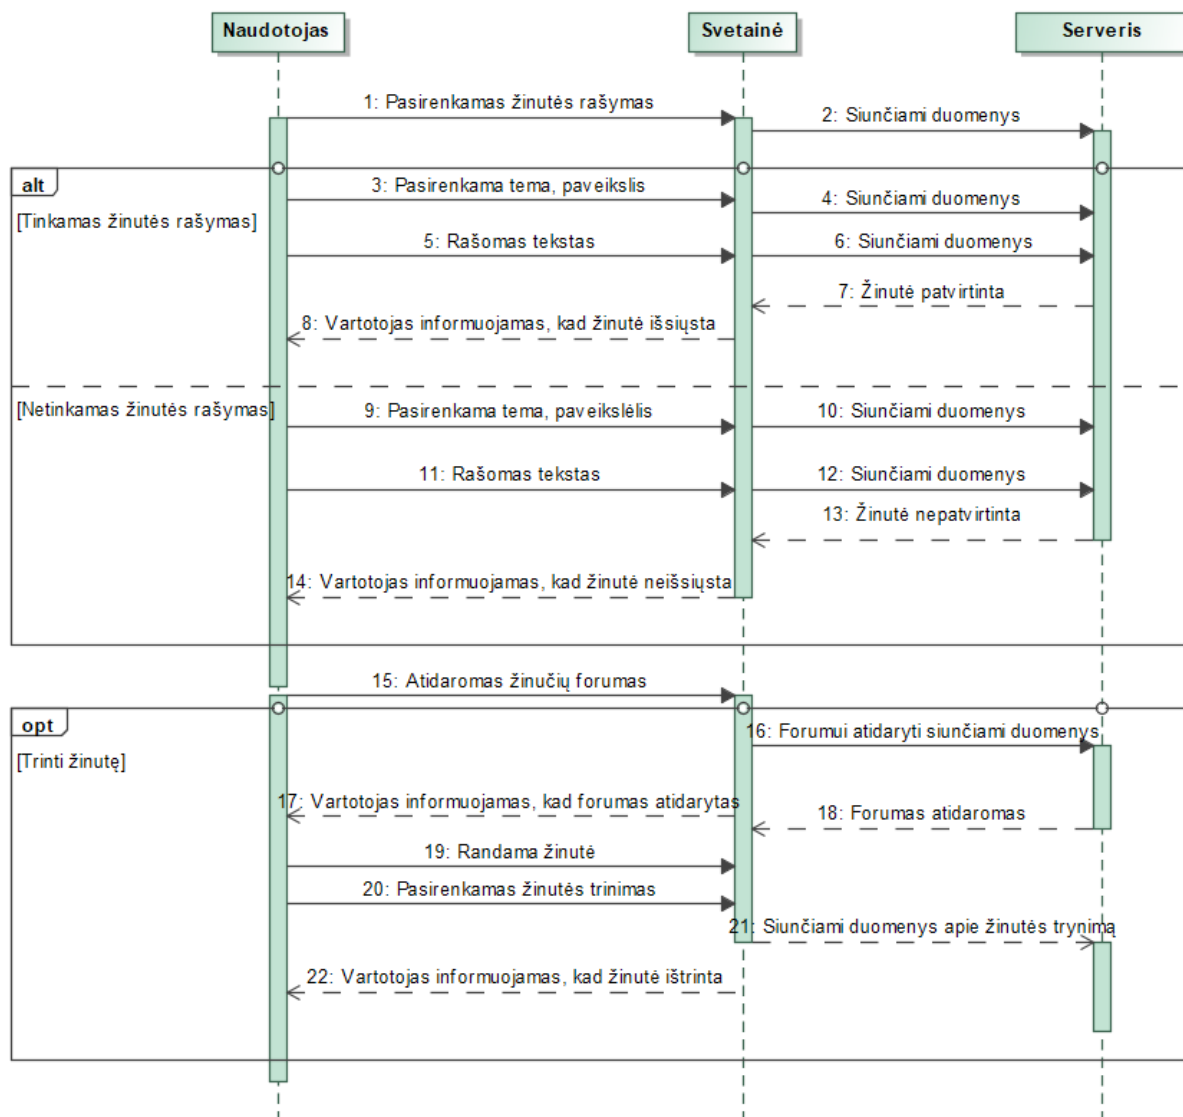 Naudotojas
Svetainė
Serveris
1: Pasirenkamas žinutės rašymas
2: Siunčiami duomenys
alt
[Tinkamas žinutės rašymas]
3: Pasirenkama tema, paveikslis
4: Siunčiami duomenys
5: Rašomas tekstas
6: Siunčiami duomenys
7: Žinutė patvirtinta
8: Vartotojas informuojamas, kad žinutė išsiųsta
[Netinkamas žinutės rašymas]
9: Pasirenkama tema, paveikslėlis
10: Siunčiami duomenys
11: Rašomas tekstas
12: Siunčiami duomenys
13: Žinutė nepatvirtinta
14: Vartotojas informuojamas, kad žinutė neišsiųsta
15: Atidaromas žinučių forumas
opt
[Trinti žinutę]
16: Forumui atidaryti siunčiami duomenys
17: Vartotojas informuojamas, kad forumas atidarytas
18: Forumas atidaromas
19: Randama žinutė
20: Pasirenkamas žinutės trinimas
21: Siunčiami duomenys apie žinutės trynimą
22: Vartotojas informuojamas, kad žinutė ištrinta